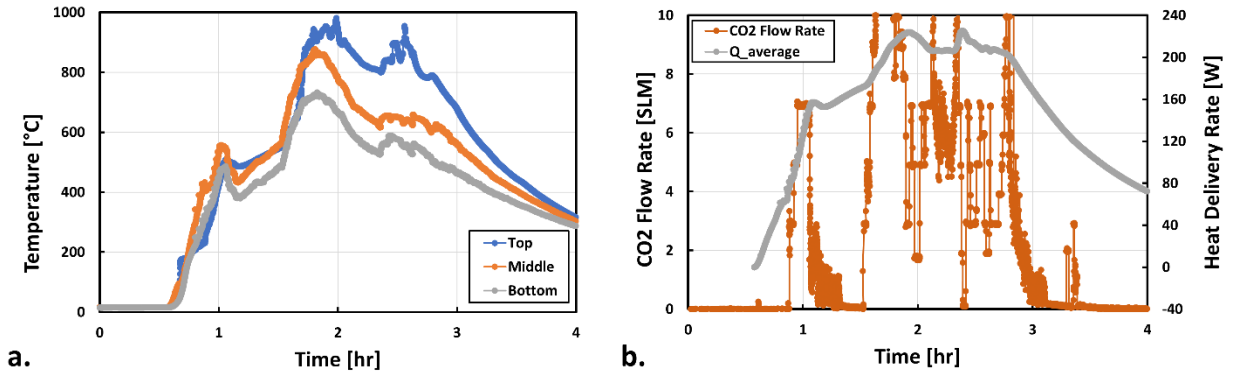 1000
800
600
400
200
0
Temperature [°C]
Top
Middle
Bottom
0
1
2
3
4
Time [hr]
a.
10
8
6
4
2
0
CO2 Flow Rate [SLM]
CO2 Flow Rate
Q_average
240
200
160
120
80
40
0
-40
Heat Delivery Rate [W]
0
1
2
3
4
Time [hr]
b.